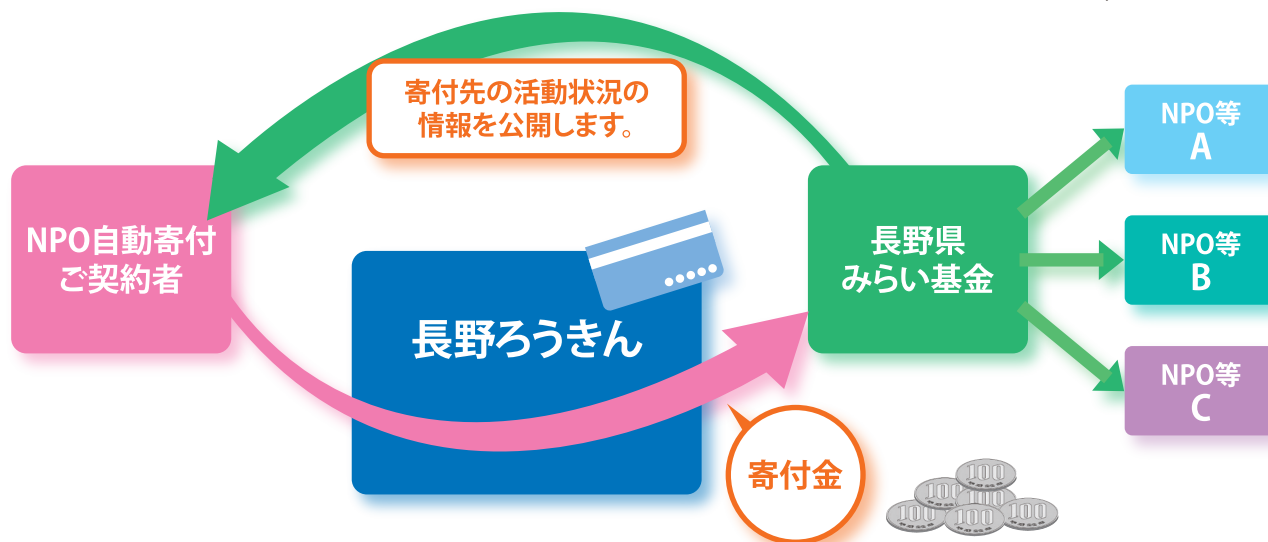 寄付先の活動状況の
情報を公開します。
NPO自動寄付
ご契約者
長野ろうきん
長野県
みらい基金
NPO等
A
NPO等
B
NPO等
C
寄付金
100
100
100
100
100
100